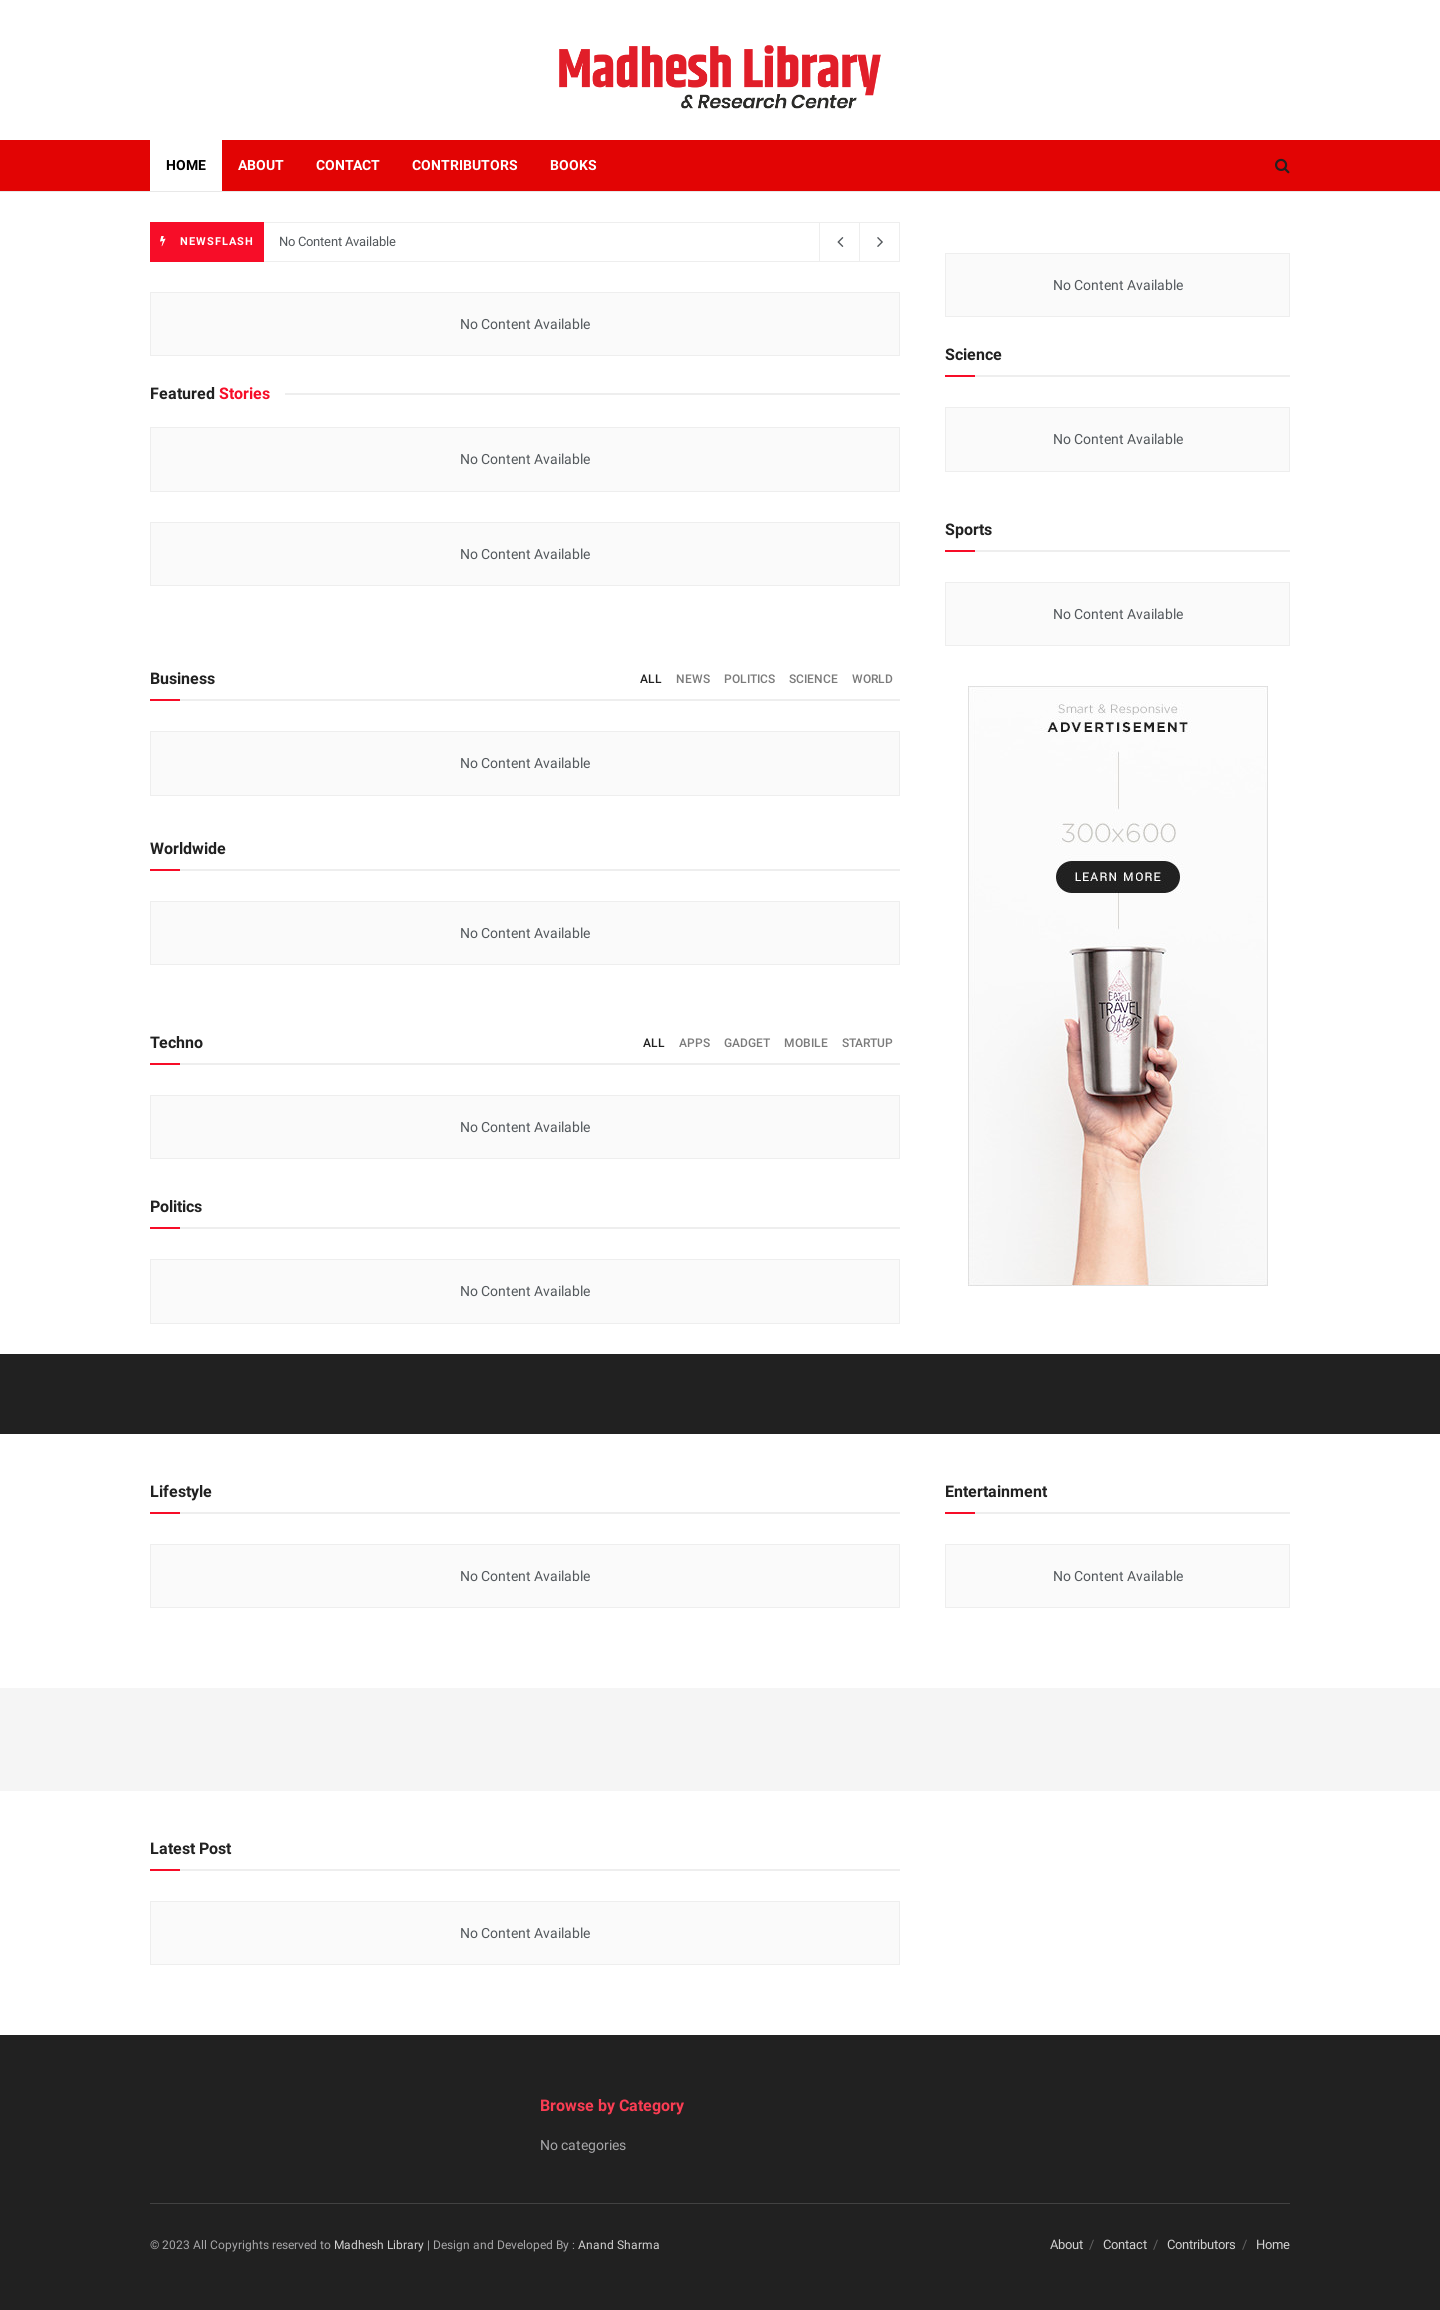 Madhesh Library
& Research Center
HOME ABOUT CONTACT CONTRIBUTORS BOOKS
NEWSFLASH No Content Available
No Content Available
Featured Stories
No Content Available
No Content Available
Business ALL NEWS POLITICS SCIENCE WORLD
No Content Available
Worldwide
No Content Available
Techno ALL APPS GADGET MOBILE STARTUP
No Content Available
Politics
No Content Available
No Content Available
Science
No Content Available
Sports
No Content Available
Smart & Responsive
ADVERTISEMENT
300x600
LEARN MORE
EAT WELL
TRAVEL
Often
Lifestyle
No Content Available
Entertainment
No Content Available
Latest Post
No Content Available
Browse by Category
No categories
© 2023 All Copyrights reserved to Madhesh Library | Design and Developed By : Anand Sharma
About / Contact / Contributors / Home